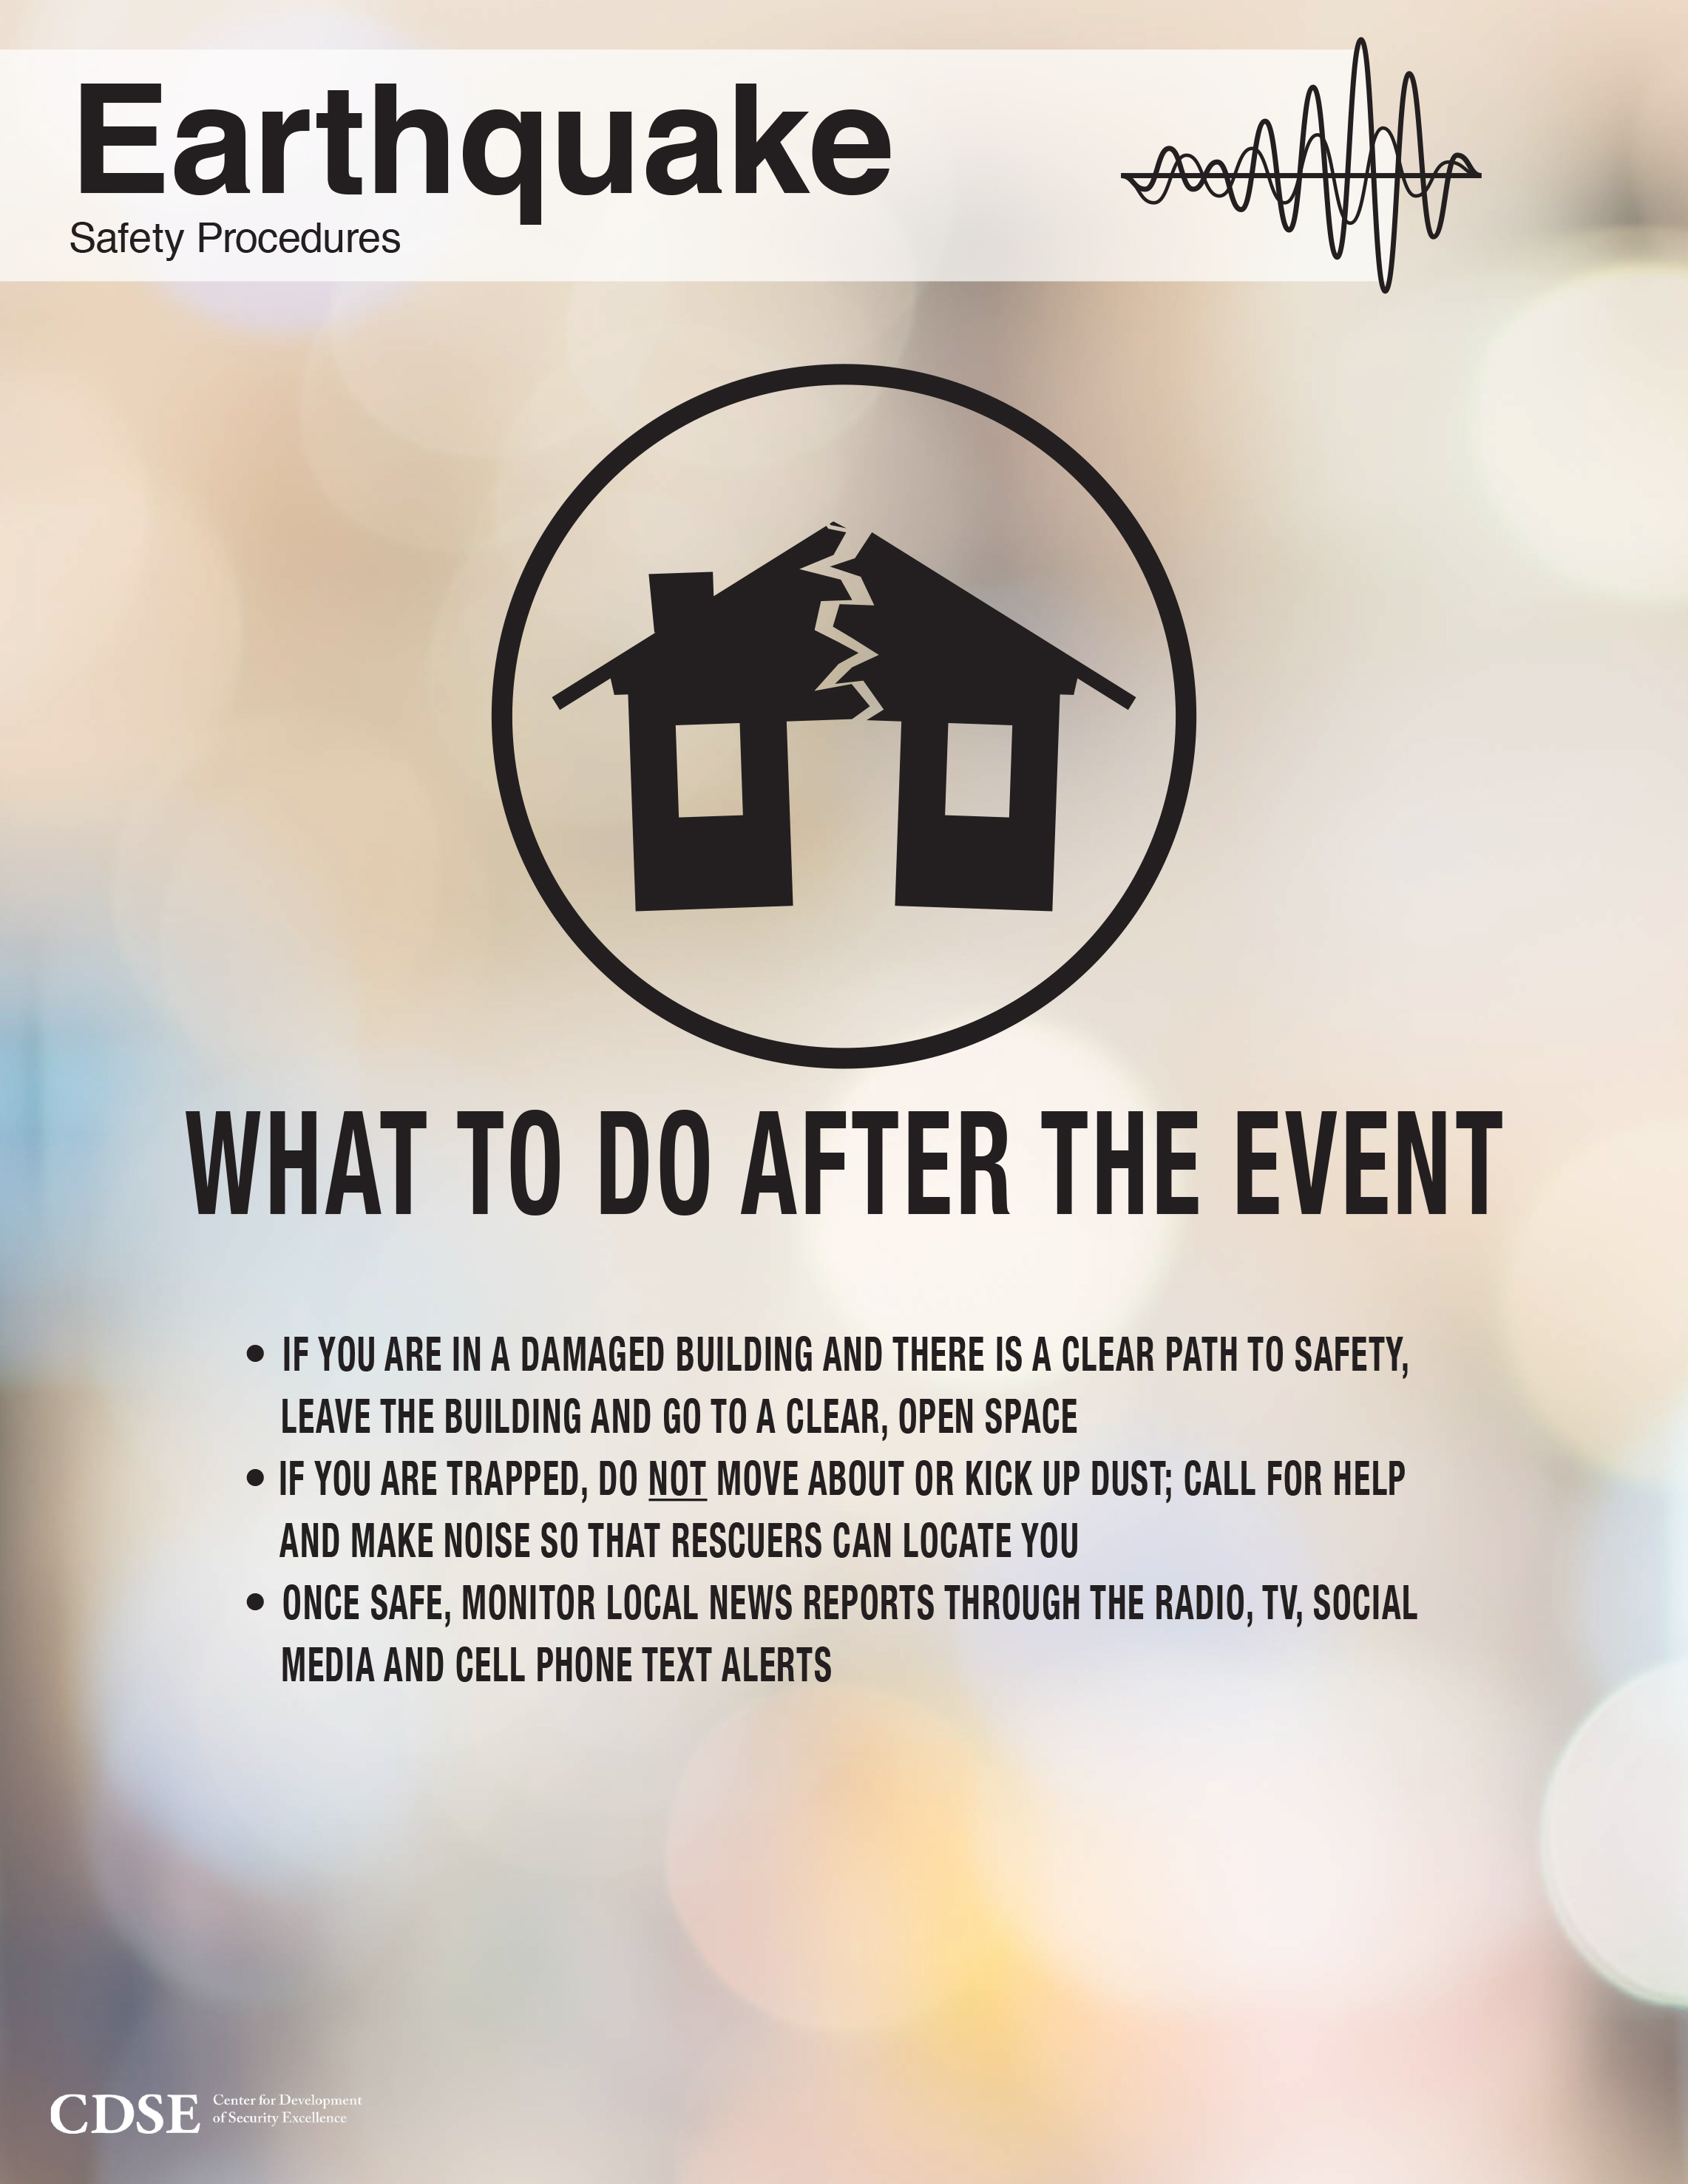 Earthquake
Safety Procedures
WHAT TO DO AFTER THE EVENT
• IF YOU ARE IN A DAMAGED BUILDING AND THERE IS A CLEAR PATH TO SAFETY,
LEAVE THE BUILDING AND GO TO A CLEAR, OPEN SPACE
• IF YOU ARE TRAPPED, DO NOT MOVE ABOUT OR KICK UP DUST; CALL FOR HELP
AND MAKE NOISE SO THAT RESCUERS CAN LOCATE YOU
• ONCE SAFE, MONITOR LOCAL NEWS REPORTS THROUGH THE RADIO, TV, SOCIAL
MEDIA AND CELL PHONE TEXT ALERTS
CDSE
Center for Development
of Security Excellence